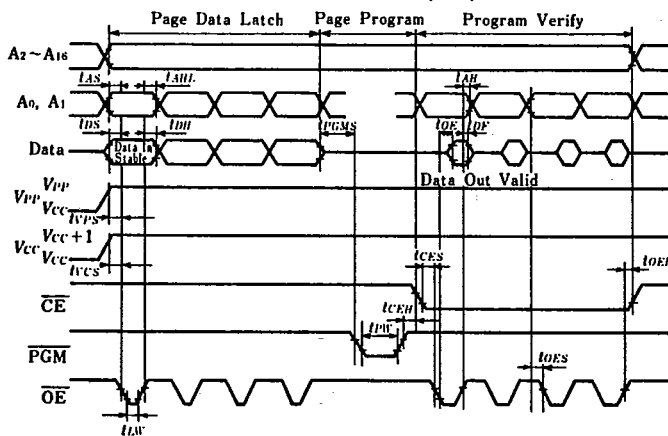 Page Data Latch Page Program Program Verify
A2~A16
tAS tAHL tAH
A0, A1
tDS tDH tPGMS tOE tDF
Data Data In Stable
Data Out Valid
VPP VPP
VCC
tVPS
VCC VCC+1
VCC
tVCS
tCES tOEH
CE
tCEH
tPW
PGM
tOES
OE
tLW